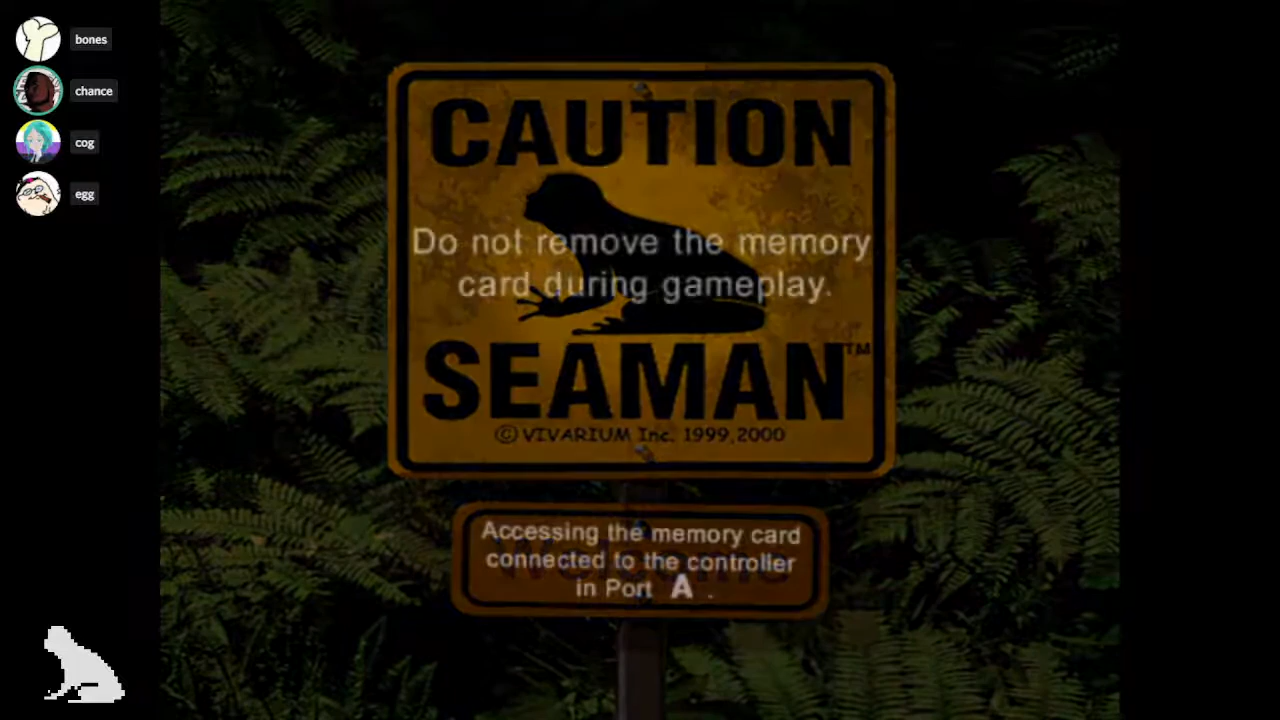 bones
chance
cog
egg
CAUTION
Do not remove the memory
card during gameplay.
SEAMAN™
© VIVARIUM Inc. 1999,2000
Welcome
Accessing the memory card
connected to the controller
in Port A .